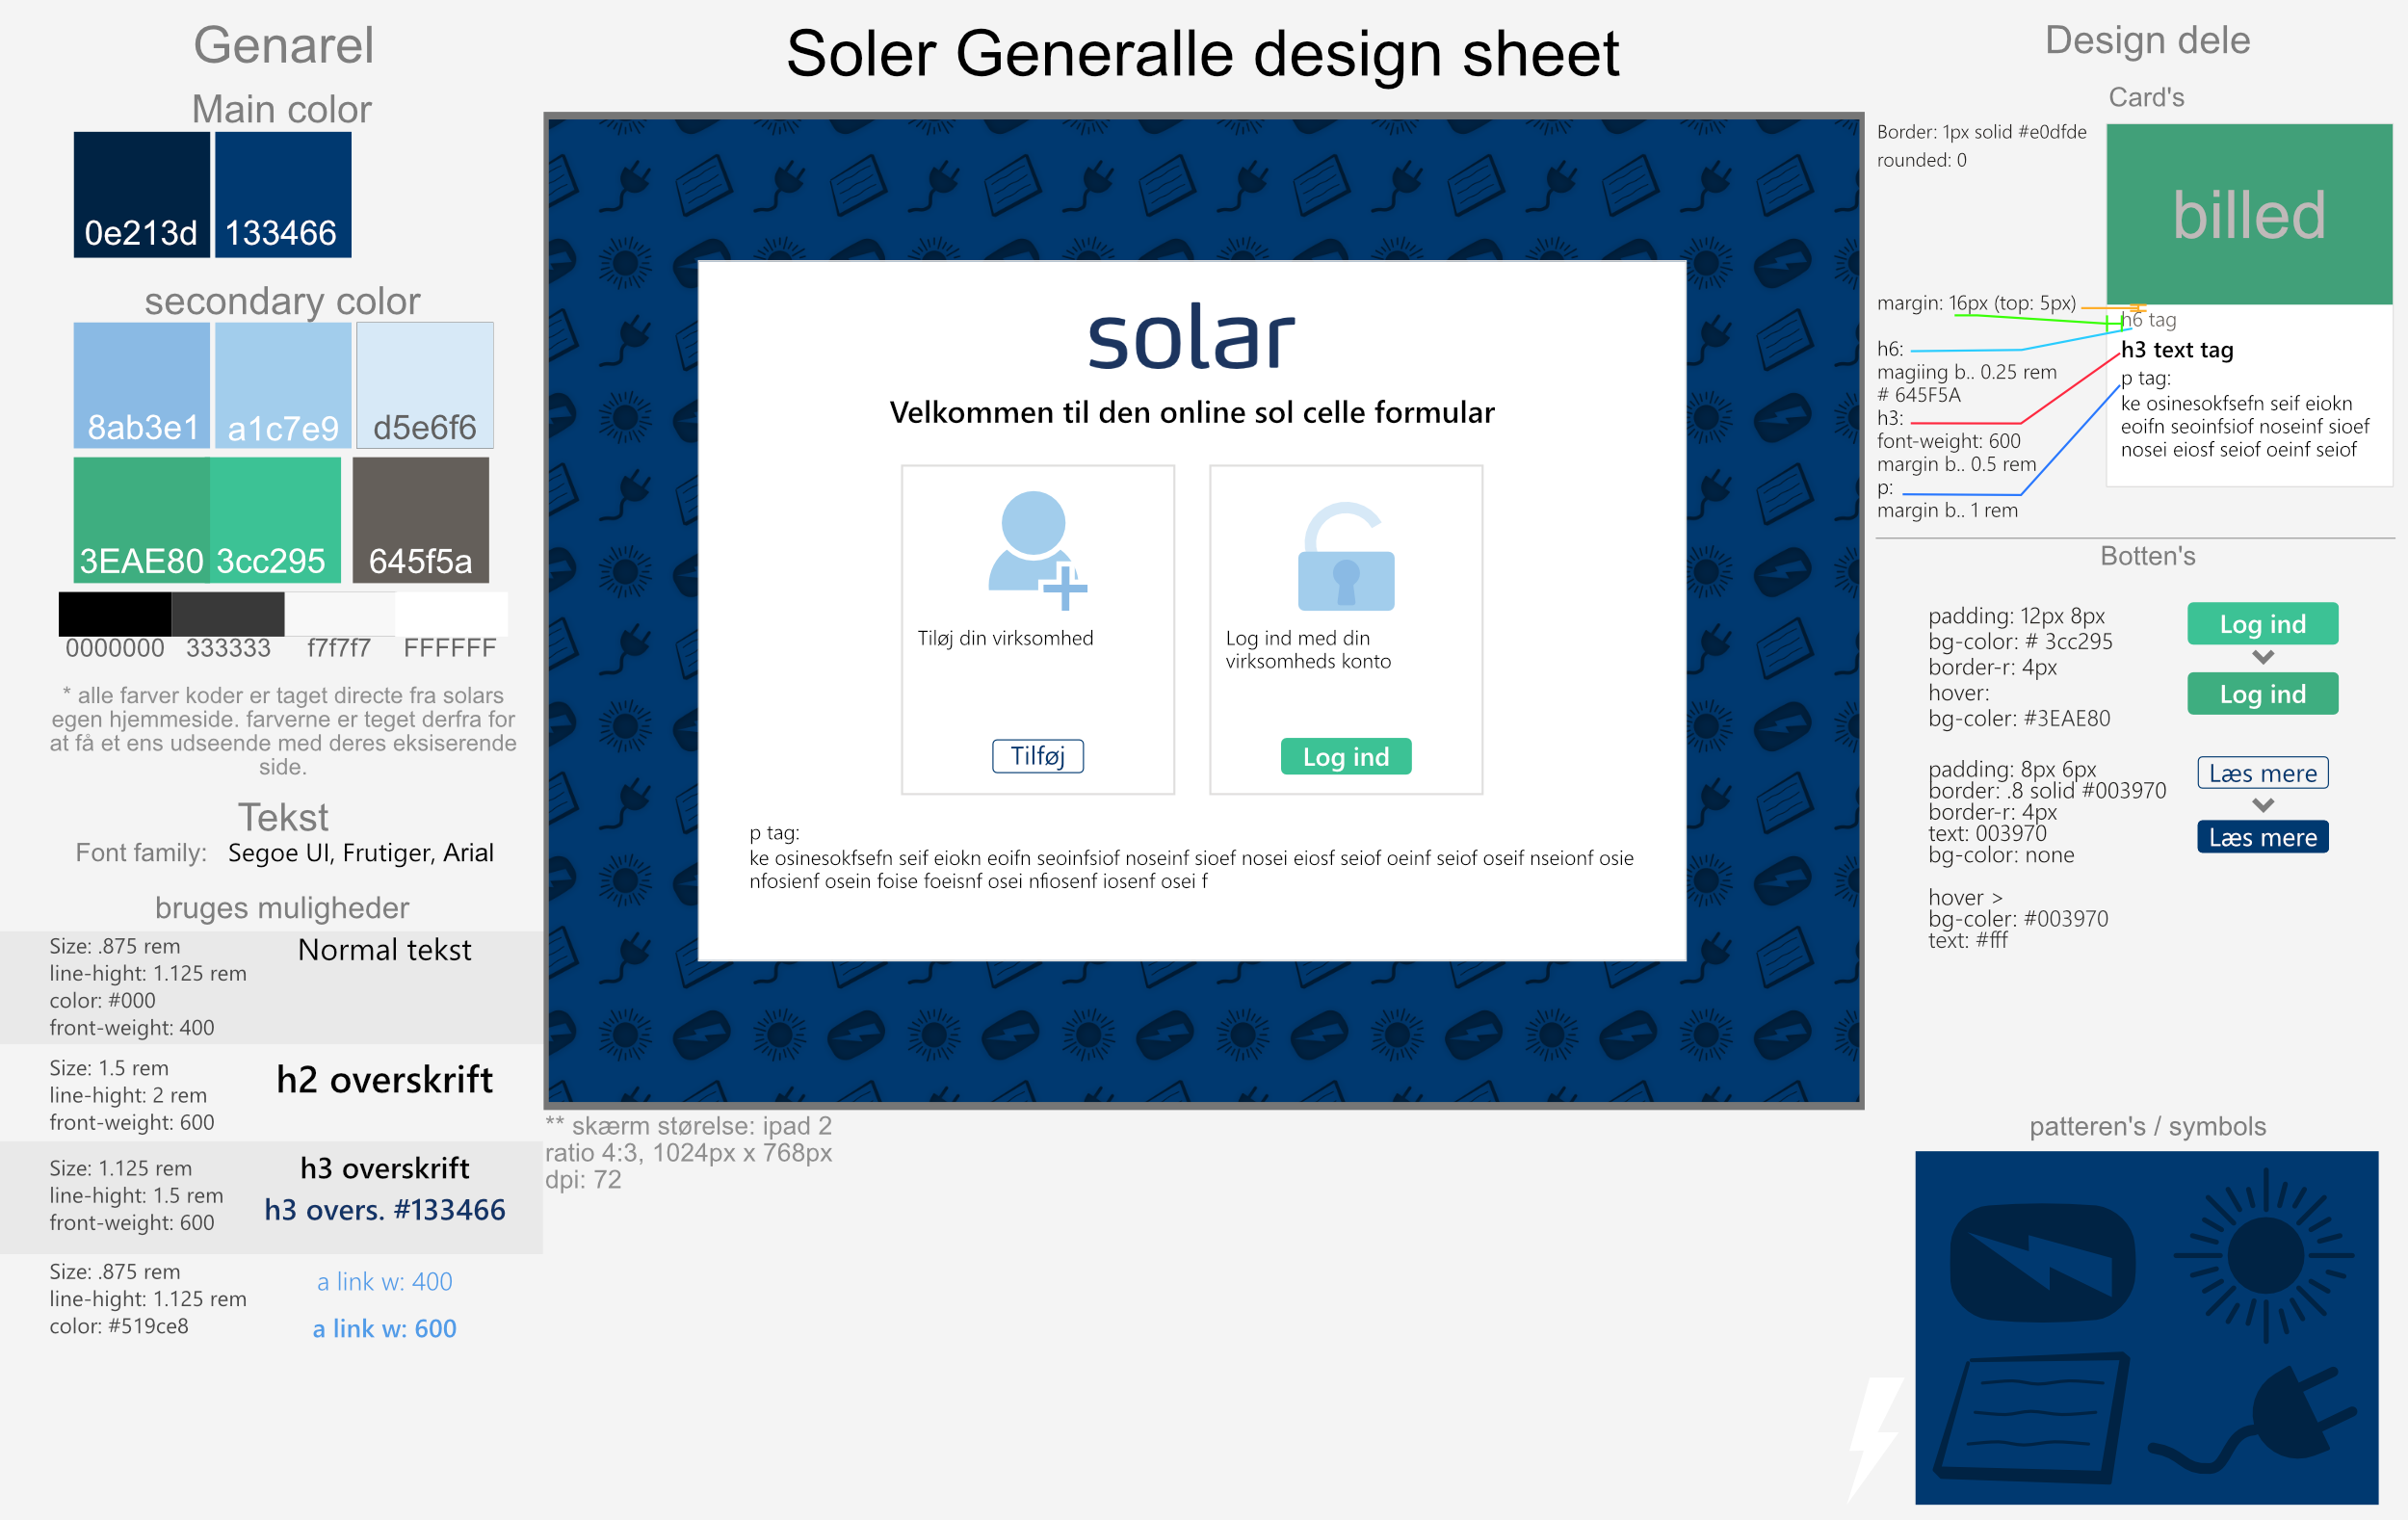 Genarel
Main color
0e213d
133466
secondary color
8ab3e1
a1c7e9
d5e6f6
3EAE80
3cc295
645f5a
0000000
333333
f7f7f7
FFFFFF
* alle farver koder er taget directe fra solars
egen hjemmeside. farverne er teget derfra for
at få et ens udseende med deres eksiserende
side.
Tekst
Font family: Segoe UI, Frutiger, Arial
bruges muligheder
Size: .875 rem
line-hight: 1.125 rem
color: #000
front-weight: 400
Normal tekst
Size: 1.5 rem
line-hight: 2 rem
front-weight: 600
h2 overskrift
Size: 1.125 rem
line-hight: 1.5 rem
front-weight: 600
h3 overskrift
h3 overs. #133466
Size: .875 rem
line-hight: 1.125 rem
color: #519ce8
a link w: 400
a link w: 600
Soler Generalle design sheet
solar
Velkommen til den online sol celle formular
Tiløj din virksomhed
Tilføj
Log ind med din
virksomheds konto
Log ind
p tag:
ke osinesokfsefn seif eiokn eoifn seoinfsiof noseinf sioef nosei eiosf seiof oeinf seiof oseif nseionf osie
nfosienf osein foise foeisnf osei nfiosenf iosenf osei f
** skærm størelse: ipad 2
ratio 4:3, 1024px x 768px
dpi: 72
Design dele
Card's
Border: 1px solid #e0dfde
rounded: 0
billed
margin: 16px (top: 5px)
h6:
magiing b.. 0.25 rem
# 645F5A
h3:
font-weight: 600
margin b.. 0.5 rem
p:
margin b.. 1 rem
h6 tag
h3 text tag
p tag:
ke osinesokfsefn seif eiokn
eoifn seoinfsiof noseinf sioef
nosei eiosf seiof oeinf seiof
Botten's
padding: 12px 8px
bg-color: # 3cc295
border-r: 4px
hover:
bg-coler: #3EAE80
Log ind
Log ind
padding: 8px 6px
border: .8 solid #003970
border-r: 4px
text: 003970
bg-color: none
hover >
bg-coler: #003970
text: #fff
Læs mere
Læs mere
patteren's / symbols